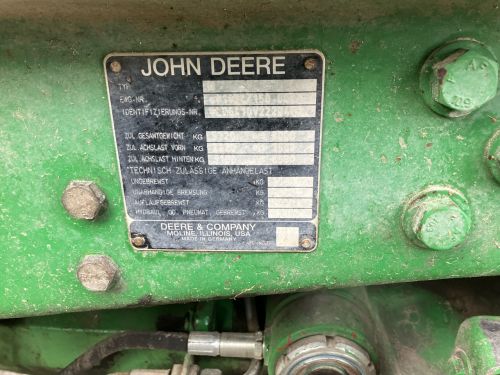 JOHN DEERE
TYP
EWG-NR.
IDENTIFIZIERUNGS-NR.
ZUL GESAMTGEWICHT KG
ZUL ACHSLAST VORN KG
ZUL ACHSLAST HINTEN KG
TECHNISCH ZULÄSSIGE ANHÄNGELAST
UNGEBREMST KG
UNABHÄNGIGE BREMSUNG KG
AUFLAUFGEBREMST KG
HYDRAUL. OD. PNEUMAT. GEBREMST KG
DEERE & COMPANY
MOLINE, ILLINOIS, USA
MADE IN GERMANY